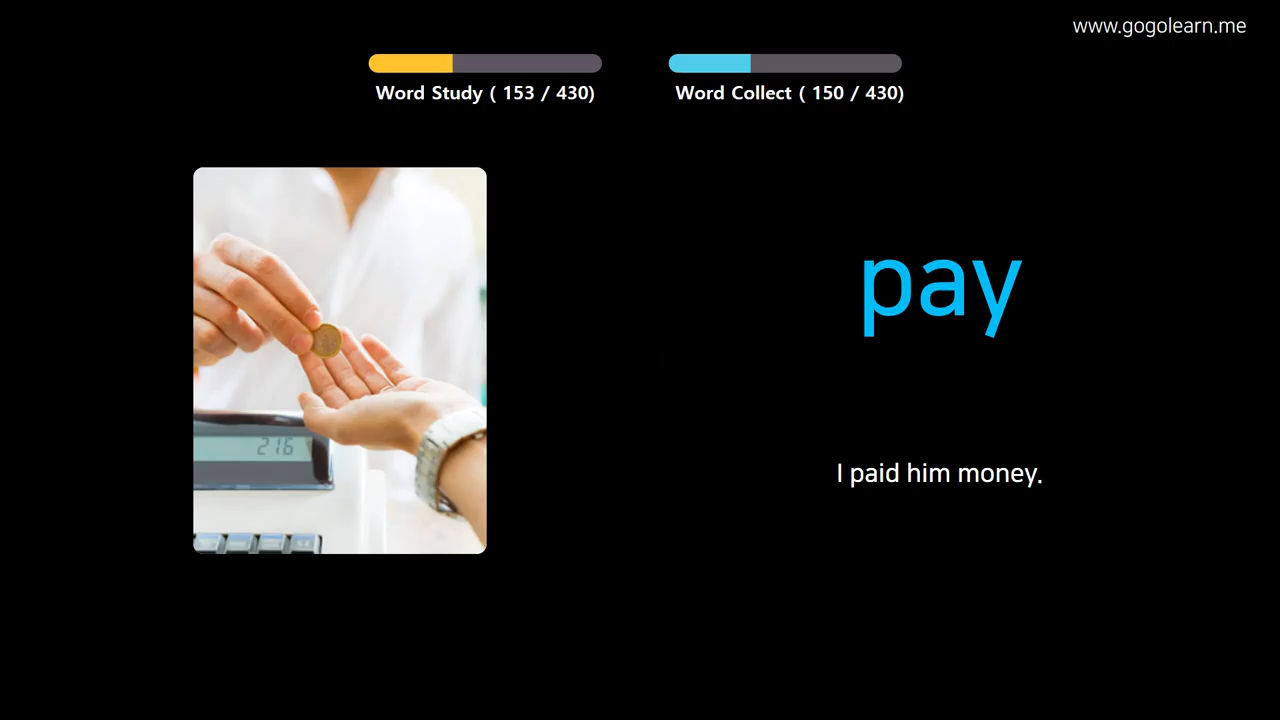 www.gogolearn.me
Word Study ( 153 / 430)
Word Collect ( 150 / 430)
pay
216
I paid him money.